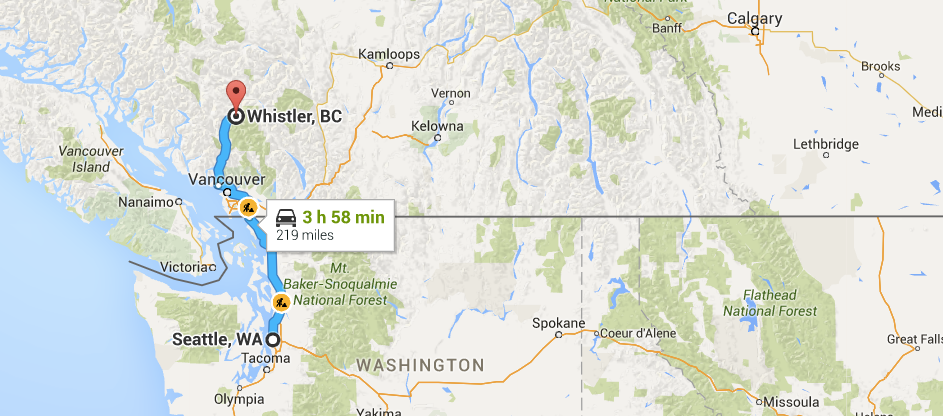 National Park
Calgary
Banff
Kamloops
Brooks
Vernon
Whistler, BC
Kelowna
Medi
Lethbridge
Vancouver
Island
Vancouver
Nanaimo
3 h 58 min
219 miles
Victoria
Mt.
Baker-Snoqualmie
National Forest
Flathead
National Forest
Spokane
Coeur d'Alene
Seattle, WA
Great Falls
Tacoma
WASHINGTON
Olympia
Missoula
Yakima